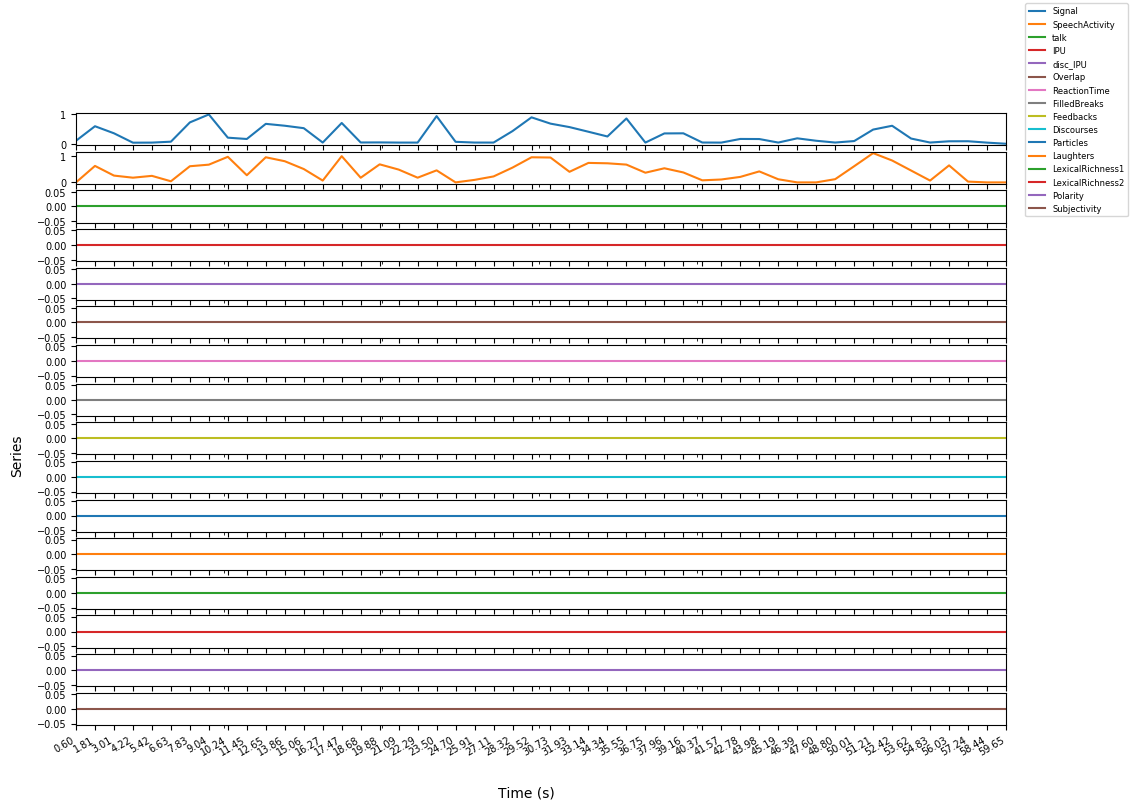 Signal
SpeechActivity
talk
IPU
disc_IPU
Overlap
ReactionTime
FilledBreaks
Feedbacks
Discourses
Particles
Laughters
LexicalRichness1
LexicalRichness2
Polarity
Subjectivity
1
0
1
0
0.05
0.00
−0.05
0.05
0.00
−0.05
0.05
0.00
−0.05
0.05
0.00
−0.05
0.05
0.00
−0.05
0.05
0.00
−0.05
0.05
0.00
−0.05
0.05
0.00
−0.05
0.05
0.00
−0.05
0.05
0.00
−0.05
0.05
0.00
−0.05
0.05
0.00
−0.05
0.05
0.00
−0.05
0.05
0.00
−0.05
Series
0.60 1.81 3.01 4.22 5.42 6.63 7.83 9.04 10.24 11.45 12.65 13.86 15.06 16.27 17.47 18.68 19.88 21.09 22.29 23.50 24.70 25.91 27.11 28.32 29.52 30.73 31.93 33.14 34.34 35.55 36.75 37.96 39.16 40.37 41.57 42.78 43.98 45.19 46.39 47.60 48.80 50.01 51.21 52.42 53.62 54.83 56.03 57.24 58.44 59.65
Time (s)